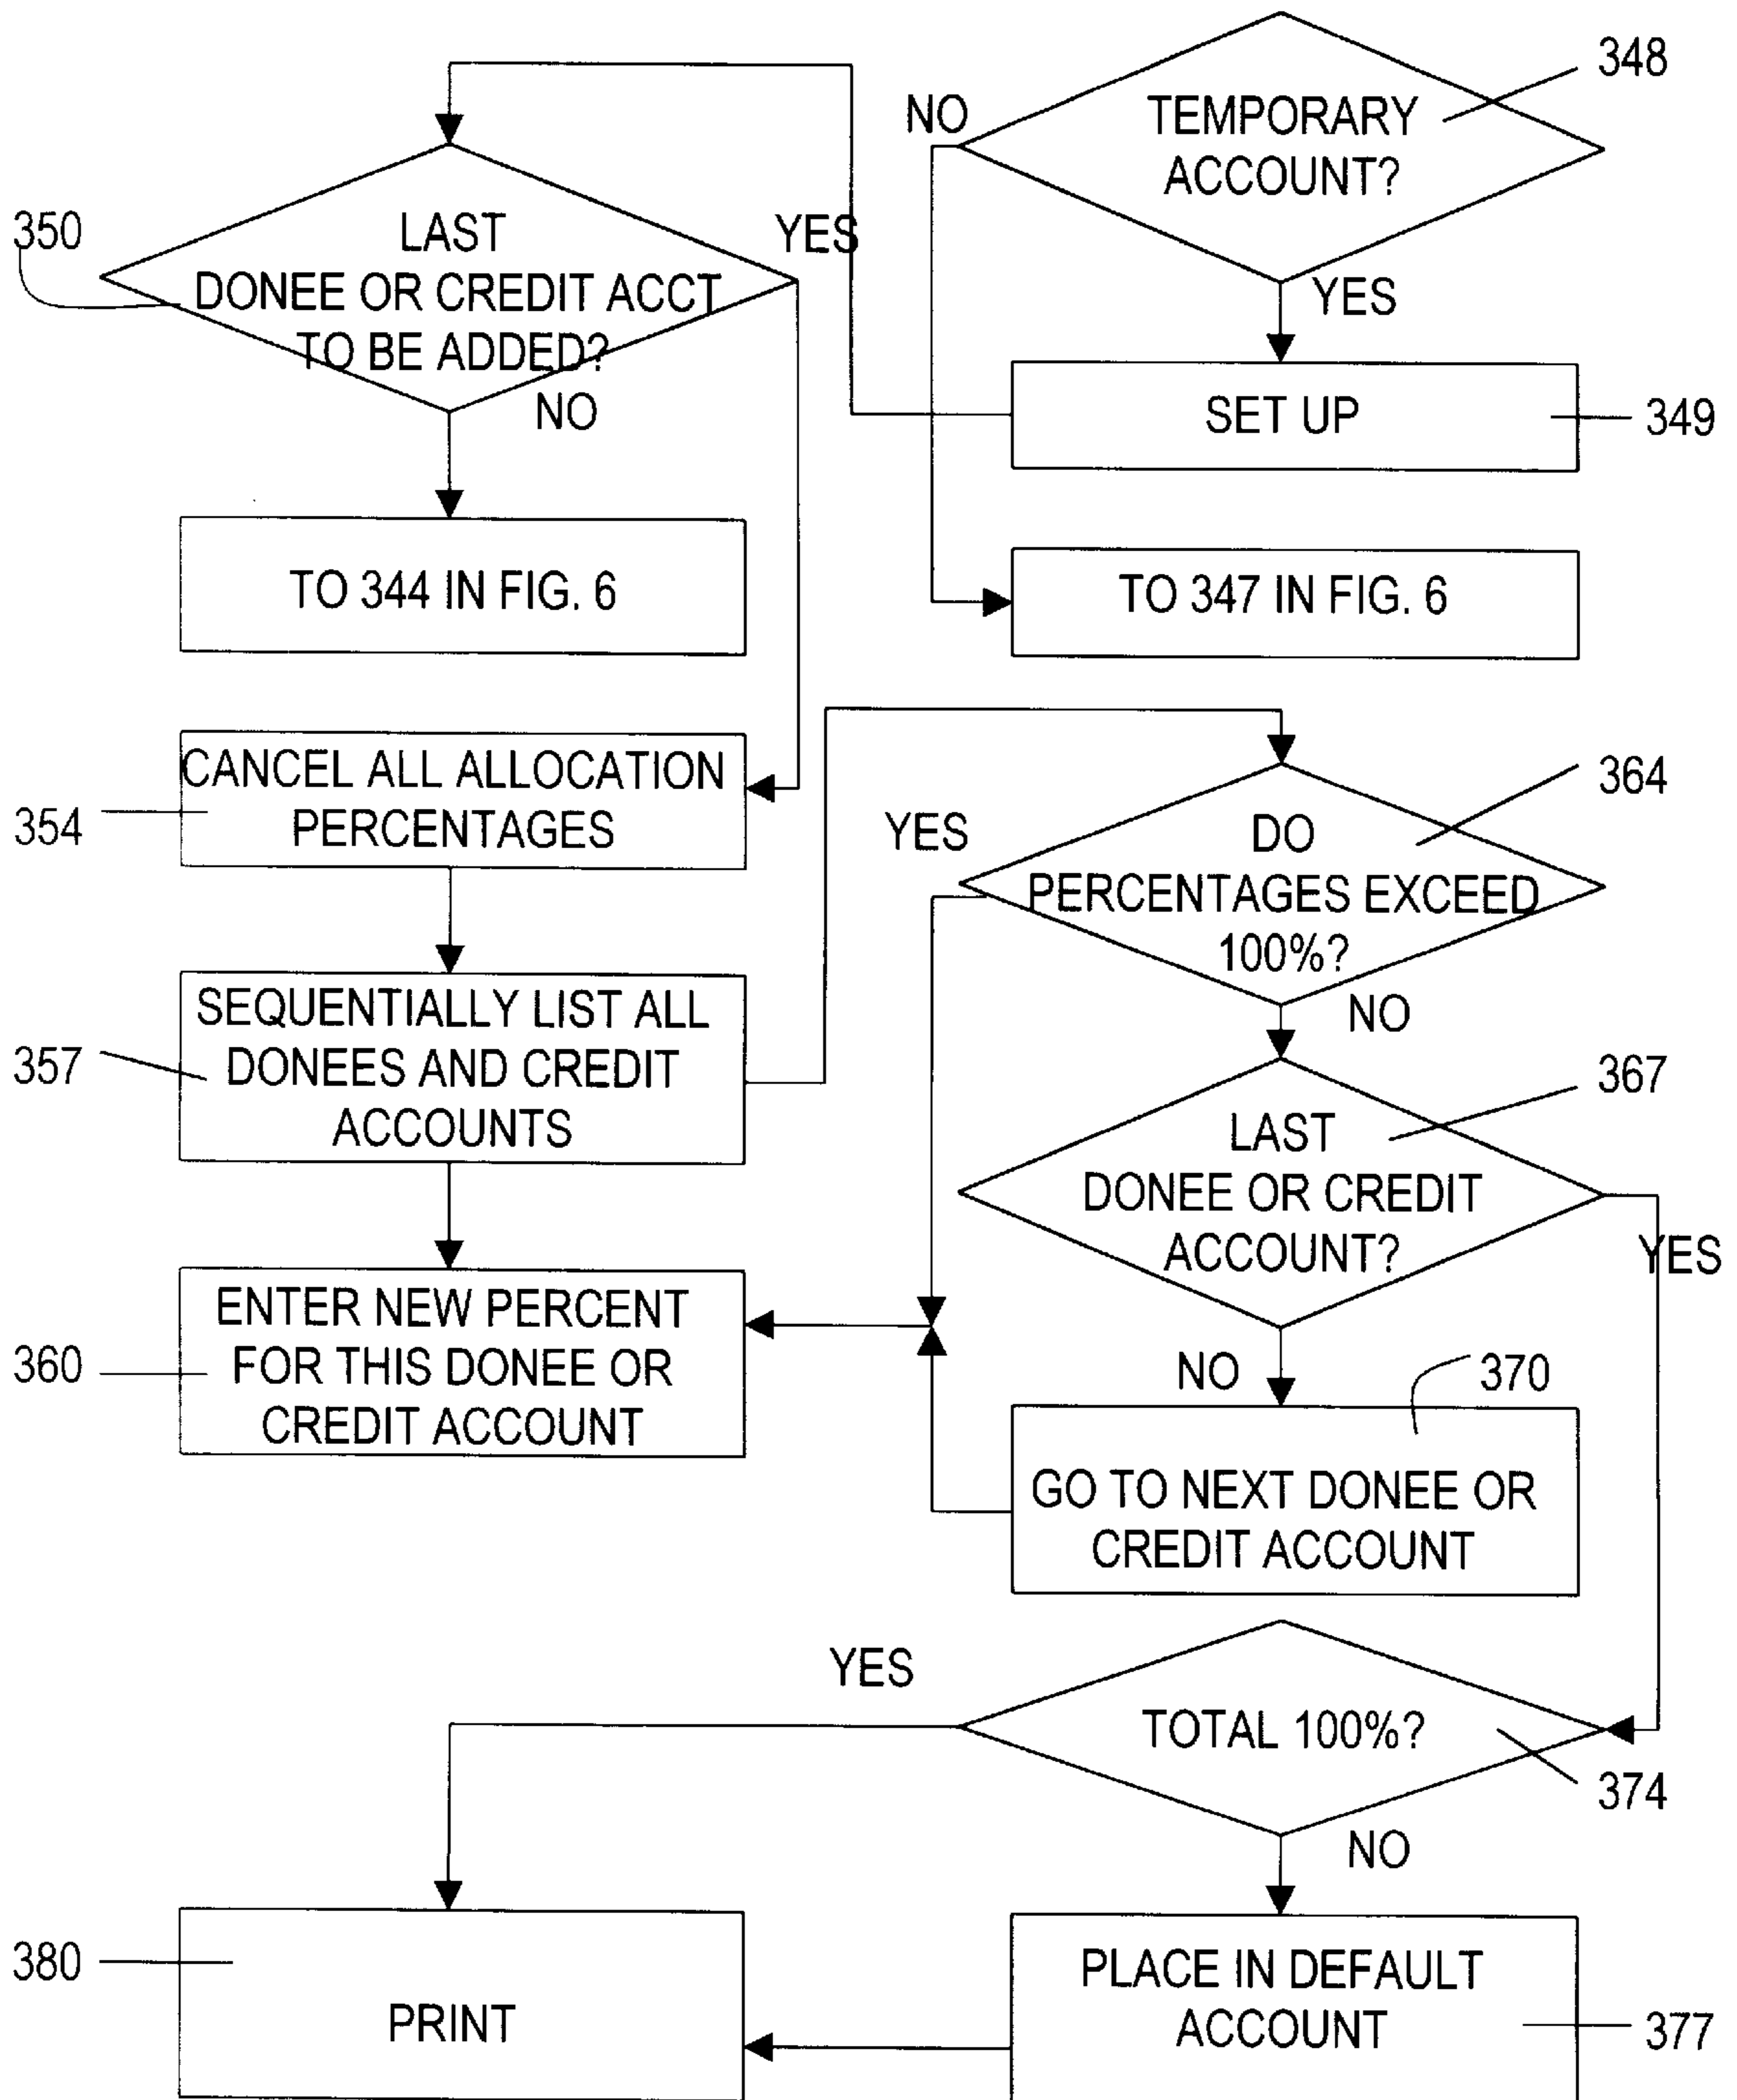 348
NO
TEMPORARY
ACCOUNT?
YES
350
LAST
DONEE OR CREDIT ACCT
TO BE ADDED?
YES
NO
SET UP
349
TO 344 IN FIG. 6
TO 347 IN FIG. 6
354
CANCEL ALL ALLOCATION
PERCENTAGES
YES
364
DO
PERCENTAGES EXCEED
100%?
NO
357
SEQUENTIALLY LIST ALL
DONEES AND CREDIT
ACCOUNTS
367
LAST
DONEE OR CREDIT
ACCOUNT?
YES
NO
360
ENTER NEW PERCENT
FOR THIS DONEE OR
CREDIT ACCOUNT
370
GO TO NEXT DONEE OR
CREDIT ACCOUNT
YES
TOTAL 100%?
374
NO
380
PRINT
PLACE IN DEFAULT
ACCOUNT
377